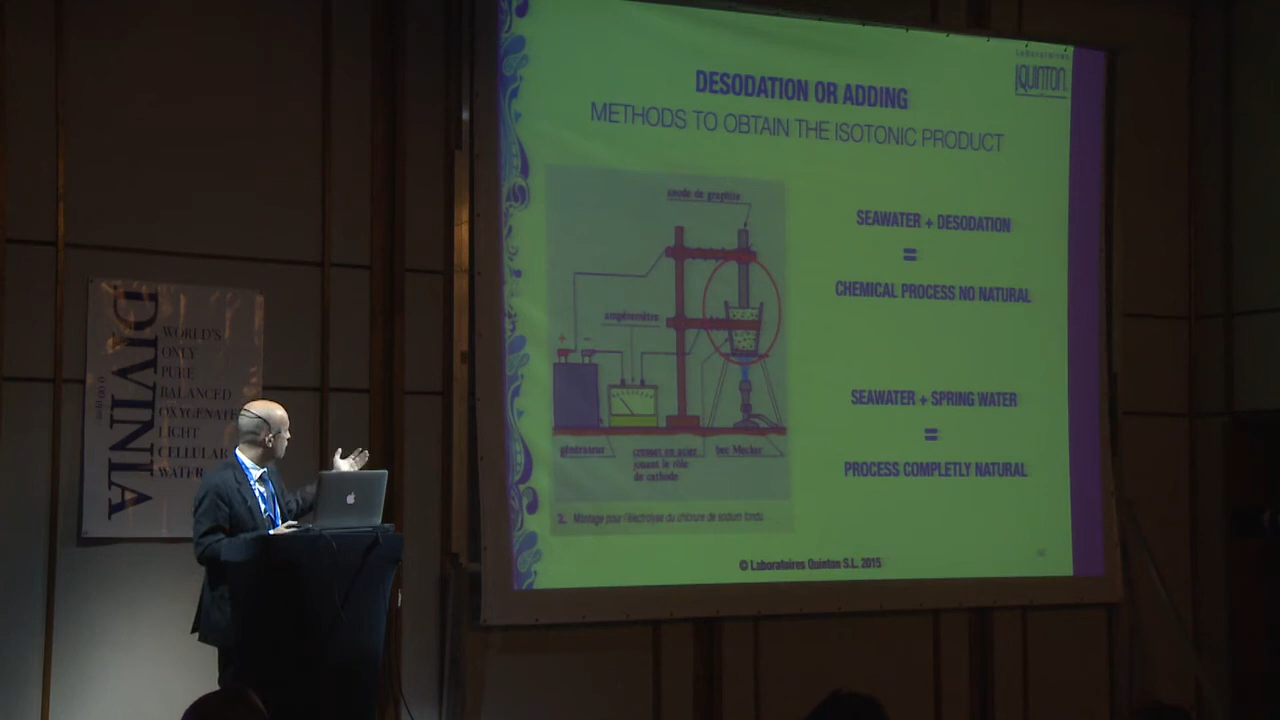 LABORATOIRES
QUINTON
DESODATION OR ADDING
METHODS TO OBTAIN THE ISOTONIC PRODUCT
anode de graphite
ampèremètre
+
-
générateur
creuset en acier
jouant le rôle
de cathode
bec Mecker
2. Montage pour l'électrolyse du chlorure de sodium fondu
SEAWATER + DESODATION
=
CHEMICAL PROCESS NO NATURAL
SEAWATER + SPRING WATER
=
PROCESS COMPLETLY NATURAL
© Laboratoires Quinton S.L. 2015
DIVINIA
WORLD'S
ONLY
PURE
BALANCED
OXYGENATE
LIGHT
CELLULAR
WATER